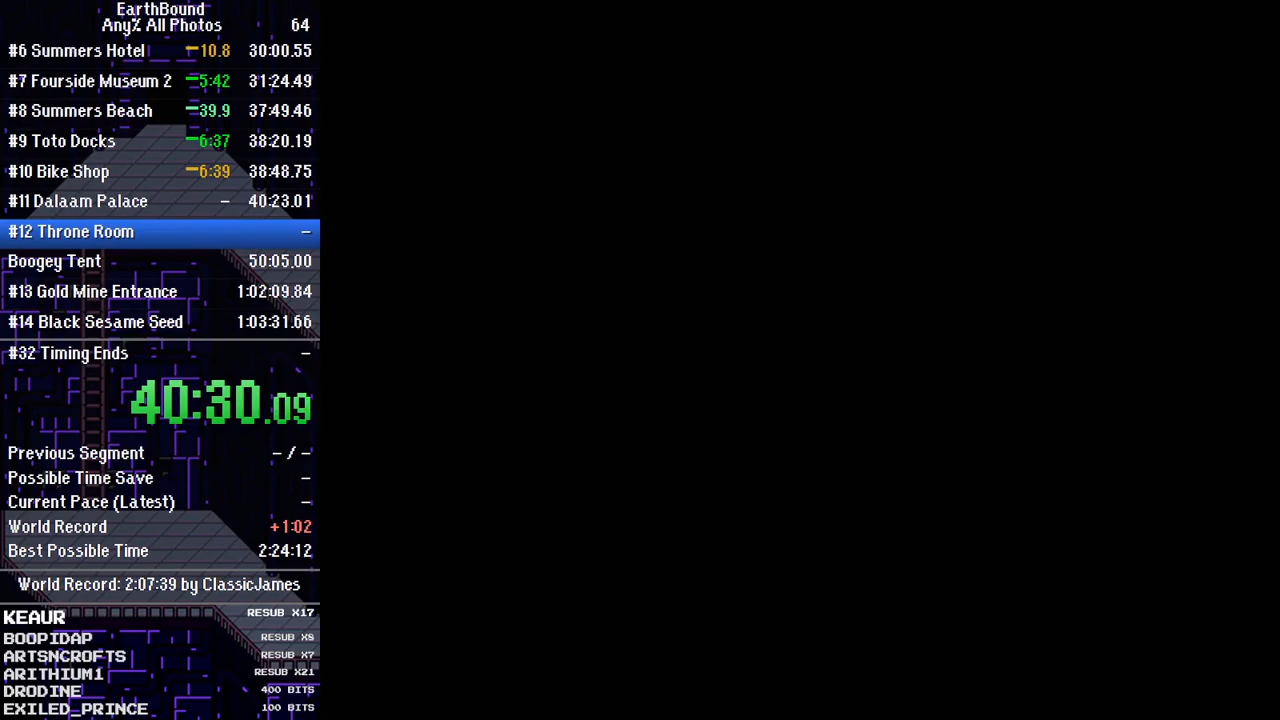 EarthBound
Any% All Photos 64
#6 Summers Hotel −10.8 30:00.55
#7 Fourside Museum 2 −5:42 31:24.49
#8 Summers Beach −39.9 37:49.46
#9 Toto Docks −6:37 38:20.19
#10 Bike Shop −6:39 38:48.75
#11 Dalaam Palace − 40:23.01
#12 Throne Room −
Boogey Tent 50:05.00
#13 Gold Mine Entrance 1:02:09.84
#14 Black Sesame Seed 1:03:31.66
#32 Timing Ends −
40:30.09
Previous Segment − / −
Possible Time Save −
Current Pace (Latest) −
World Record +1:02
Best Possible Time 2:24:12
World Record: 2:07:39 by ClassicJames
KEAUR RESUB X17
BOOPIDAP RESUB X8
ARTSNCROFTS RESUB X7
ARITHIUM1 RESUB X21
DRODINE 400 BITS
EXILED_PRINCE 100 BITS